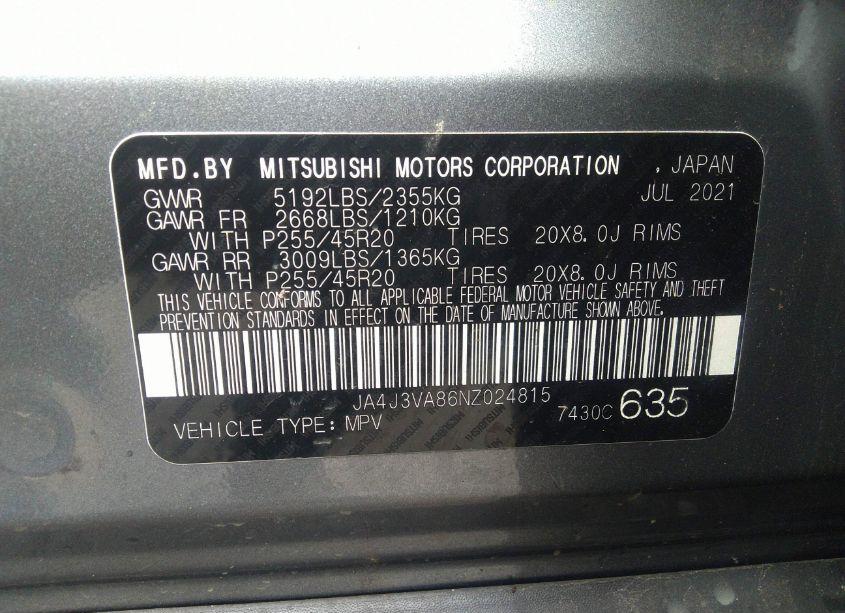 MFD.BY MITSUBISHI MOTORS CORPORATION , JAPAN
GVWR 5192LBS/2355KG JUL 2021
GAWR FR 2668LBS/1210KG
WITH P255/45R20 TIRES 20X8.0J RIMS
GAWR RR 3009LBS/1365KG
WITH P255/45R20 TIRES 20X8.0J RIMS
THIS VEHICLE CONFORMS TO ALL APPLICABLE FEDERAL MOTOR VEHICLE SAFETY AND THEFT
PREVENTION STANDARDS IN EFFECT ON THE DATE OF MANUFACTURE SHOWN ABOVE.
JA4J3VA86NZ024815
VEHICLE TYPE: MPV 7430C 635